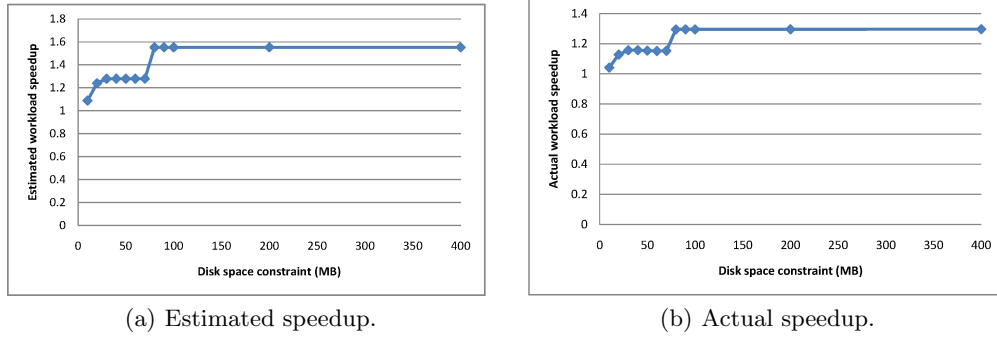 1.8
1.6
1.4
1.2
1
0.8
0.6
0.4
0.2
0
Estimated workload speedup
0 50 100 150 200 250 300 350 400
Disk space constraint (MB)
(a) Estimated speedup.
1.4
1.2
1
0.8
0.6
0.4
0.2
0
Actual workload speedup
0 50 100 150 200 250 300 350 400
Disk space constraint (MB)
(b) Actual speedup.